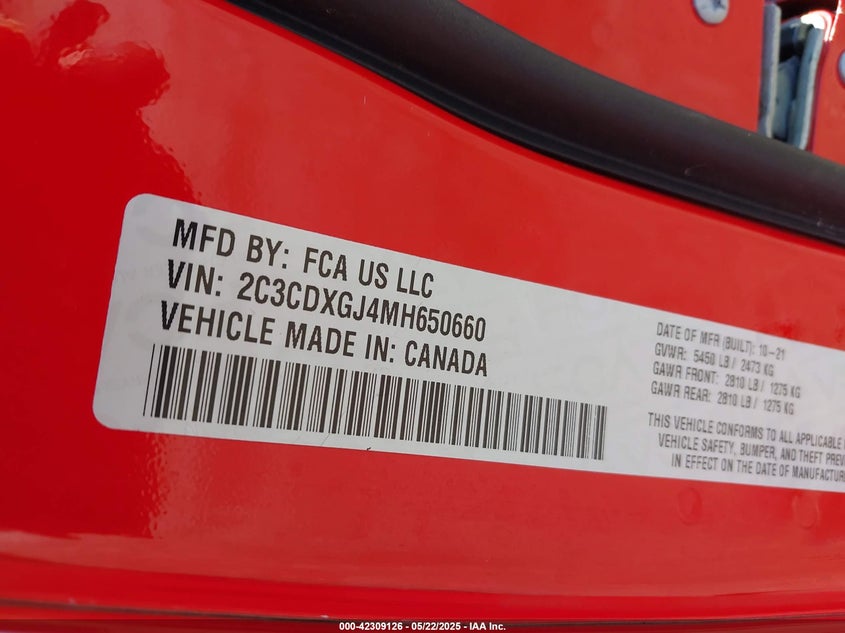 MFD BY: FCA US LLC
VIN: 2C3CDXGJ4MH650660
VEHICLE MADE IN: CANADA
DATE OF MFR (BUILT): 10-21
GVWR: 5450 LB / 2473 KG
GAWR FRONT: 2810 LB / 1275 KG
GAWR REAR: 2810 LB / 1275 KG
THIS VEHICLE CONFORMS TO ALL APPLICABLE
VEHICLE SAFETY, BUMPER, AND THEFT PREV
IN EFFECT ON THE DATE OF MANUFACTUR
000-42309126 - 05/22/2025 - IAA Inc.